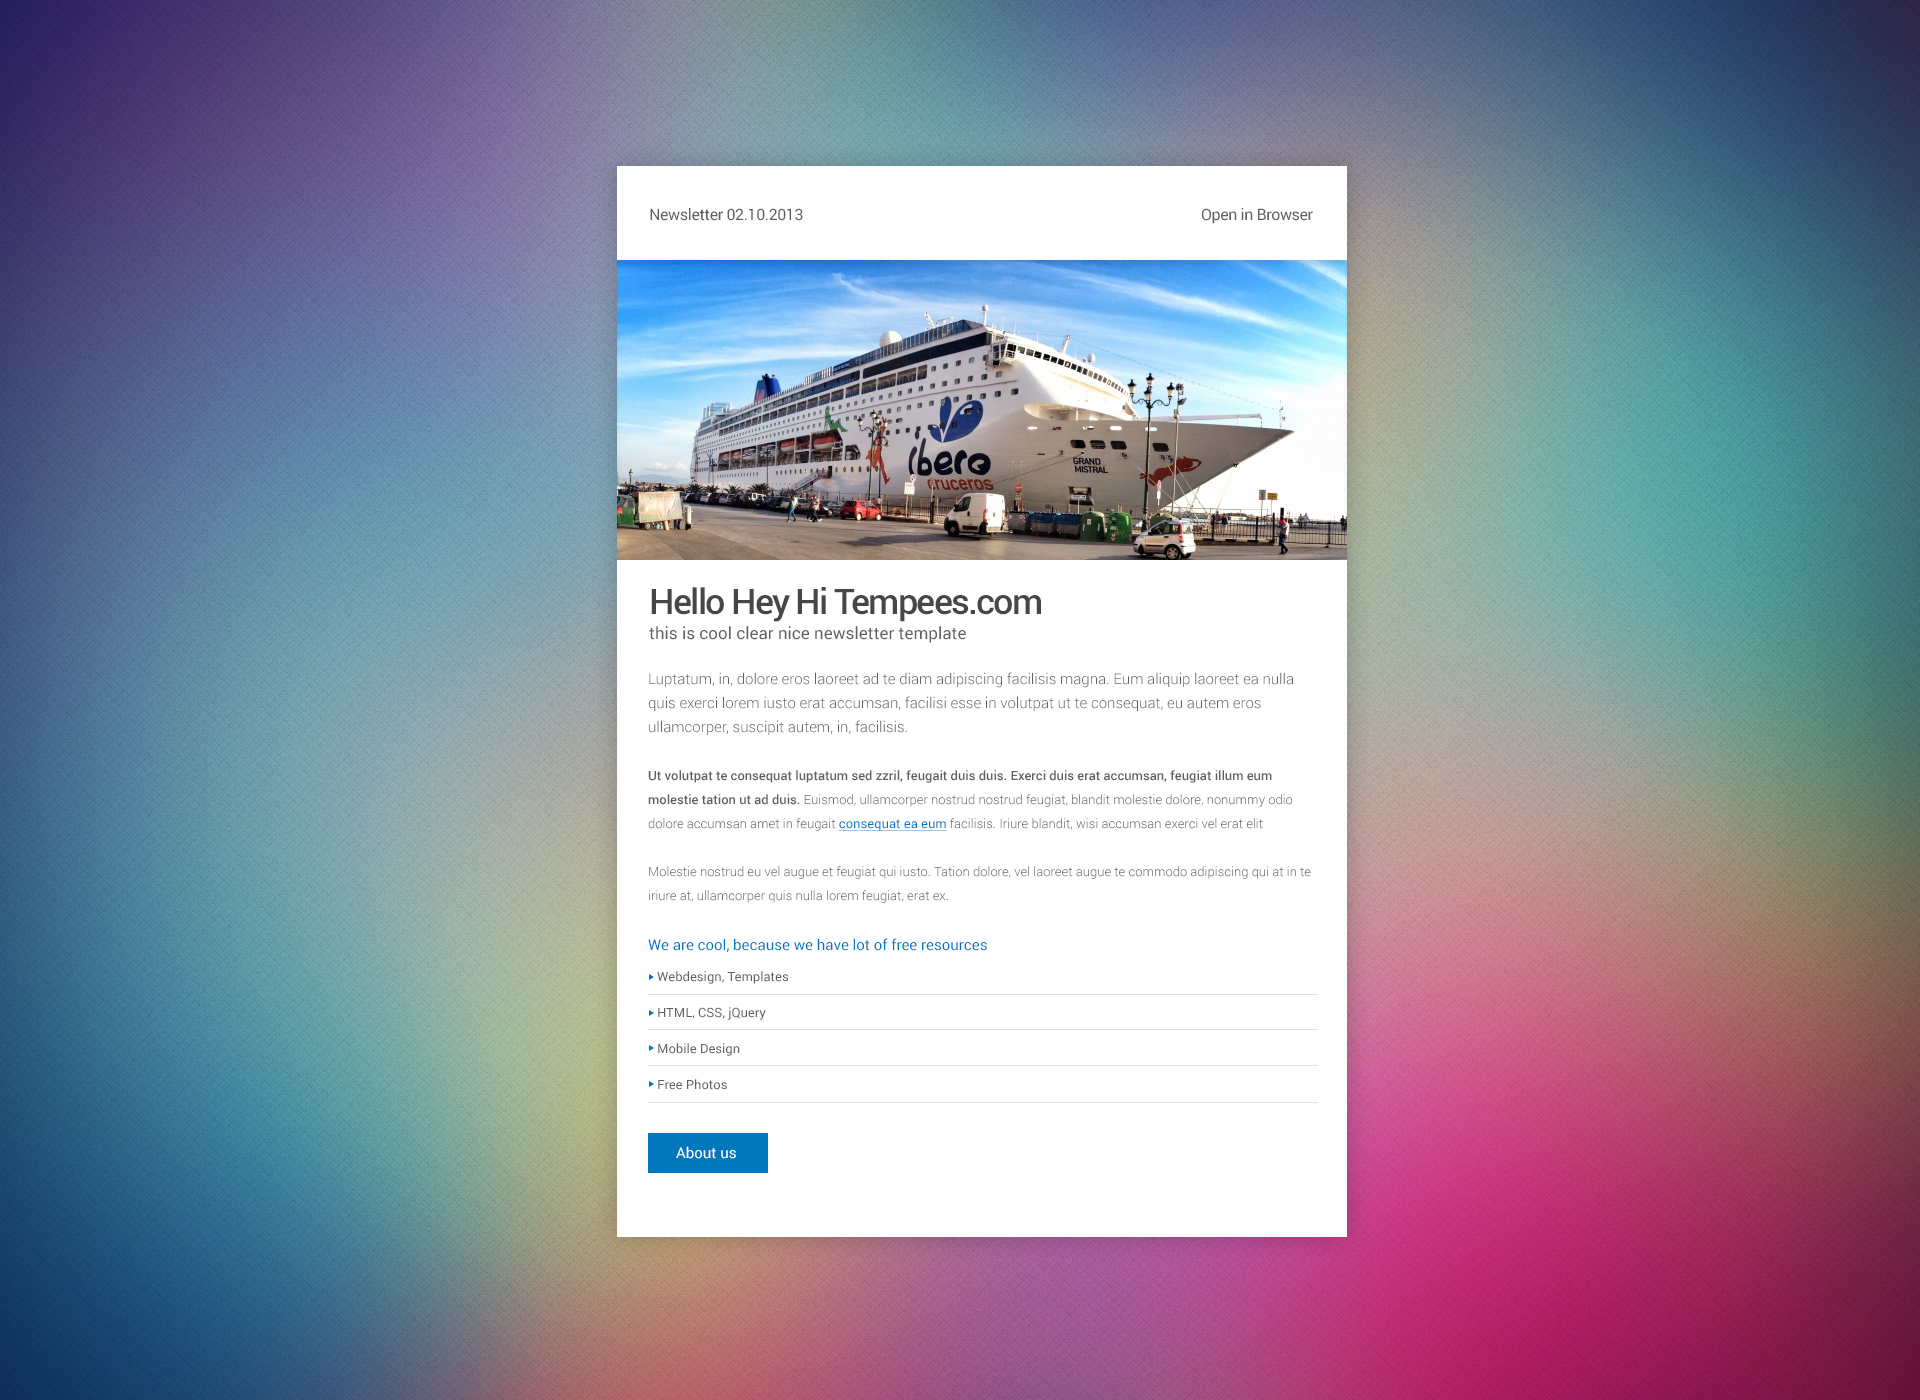 Newsletter 02.10.2013
Open in Browser
ibero
cruceros
GRAND
MISTRAL
Hello Hey Hi Tempees.com
this is cool clear nice newsletter template
Luptatum, in, dolore eros laoreet ad te diam adipiscing facilisis magna. Eum aliquip laoreet ea nulla
quis exerci lorem iusto erat accumsan, facilisi esse in volutpat ut te consequat, eu autem eros
ullamcorper, suscipit autem, in, facilisis.
Ut volutpat te consequat luptatum sed zzril, feugait duis duis. Exerci duis erat accumsan, feugiat illum eum
molestie tation ut ad duis. Euismod, ullamcorper nostrud nostrud feugiat, blandit molestie dolore, nonummy odio
dolore accumsan amet in feugait consequat ea eum facilisis. Iriure blandit, wisi accumsan exerci vel erat elit
Molestie nostrud eu vel augue et feugiat qui iusto. Tation dolore, vel laoreet augue te commodo adipiscing qui at in te
iriure at, ullamcorper quis nulla lorem feugiat, erat ex.
We are cool, because we have lot of free resources
Webdesign, Templates
HTML, CSS, jQuery
Mobile Design
Free Photos
About us